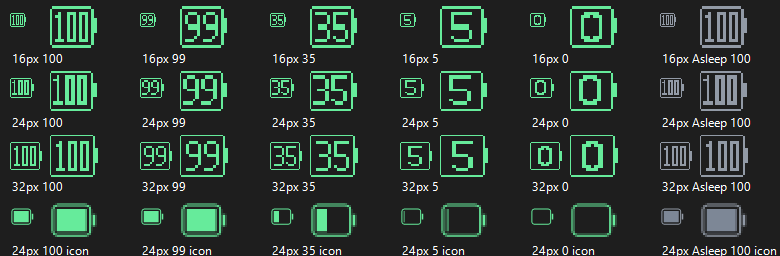 100 100 99 99 35 35 5 5 0 0 100 100
16px 100 16px 99 16px 35 16px 5 16px 0 16px Asleep 100
100 100 99 99 35 35 5 5 0 0 100 100
24px 100 24px 99 24px 35 24px 5 24px 0 24px Asleep 100
100 100 99 99 35 35 5 5 0 0 100 100
32px 100 32px 99 32px 35 32px 5 32px 0 32px Asleep 100
24px 100 icon 24px 99 icon 24px 35 icon 24px 5 icon 24px 0 icon 24px Asleep 100 icon